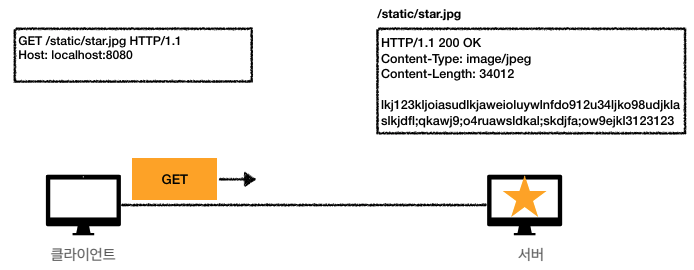 /static/star.jpg
GET /static/star.jpg HTTP/1.1
Host: localhost:8080
HTTP/1.1 200 OK
Content-Type: image/jpeg
Content-Length: 34012
lkj123kljoiasudlkjaweioluywlnfdo912u34ljko98udjkla
slkjdfl;qkawj9;o4ruawsldkal;skdjfa;ow9ejkl3123123
GET
클라이언트
서버